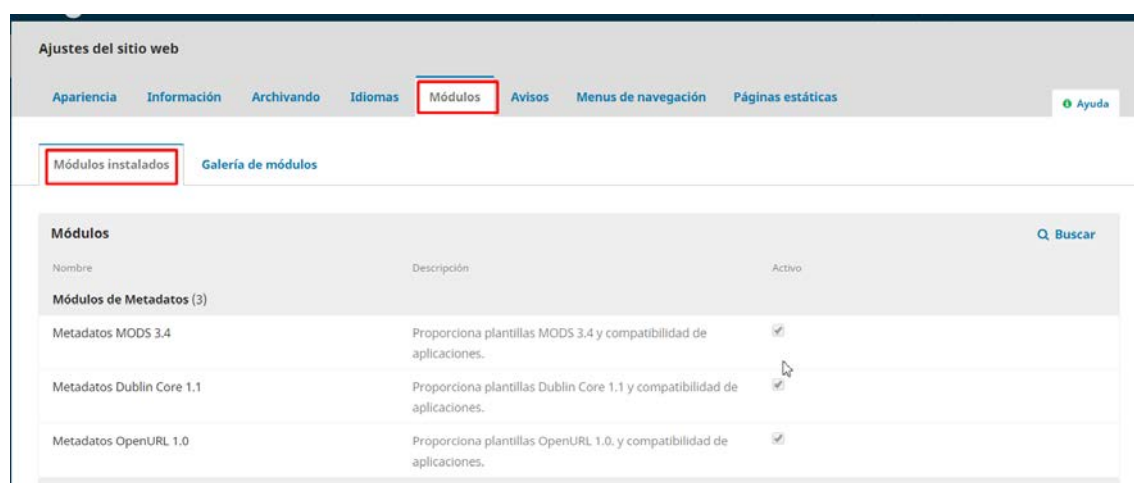 Ajustes del sitio web
Apariencia Información Archivando Idiomas Módulos Avisos Menus de navegación Páginas estáticas
Ayuda
Módulos instalados Galería de módulos
Módulos Buscar
Nombre Descripción Activo
Módulos de Metadatos (3)
Metadatos MODS 3.4 Proporciona plantillas MODS 3.4 y compatibilidad de
aplicaciones.
Metadatos Dublin Core 1.1 Proporciona plantillas Dublin Core 1.1 y compatibilidad de
aplicaciones.
Metadatos OpenURL 1.0 Proporciona plantillas OpenURL 1.0. y compatibilidad de
aplicaciones.